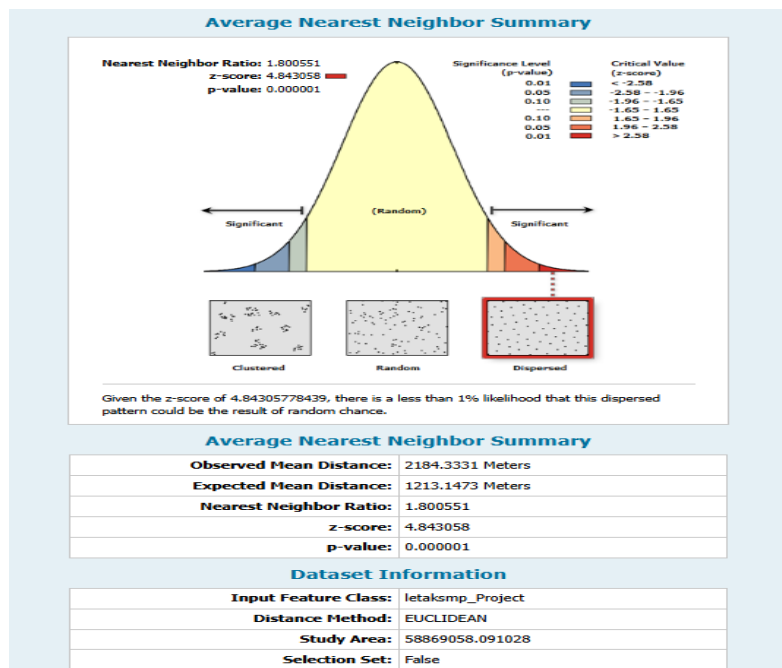 Average Nearest Neighbor Summary
Nearest Neighbor Ratio: 1.800551
z-score: 4.843058
p-value: 0.000001
Significance Level
(p-value)
Critical Value
(z-score)
0.01 < -2.58
0.05 -2.58 – -1.96
0.10 -1.96 – -1.65
--- -1.65 – 1.65
0.10 1.65 – 1.96
0.05 1.96 – 2.58
0.01 > 2.58
Significant
(Random)
Significant
Clustered
Random
Dispersed
Given the z-score of 4.84305778439, there is a less than 1% likelihood that this dispersed
pattern could be the result of random chance.
Average Nearest Neighbor Summary
Observed Mean Distance: 2184.3331 Meters
Expected Mean Distance: 1213.1473 Meters
Nearest Neighbor Ratio: 1.800551
z-score: 4.843058
p-value: 0.000001
Dataset Information
Input Feature Class: letaksmp_Project
Distance Method: EUCLIDEAN
Study Area: 58869058.091028
Selection Set: False